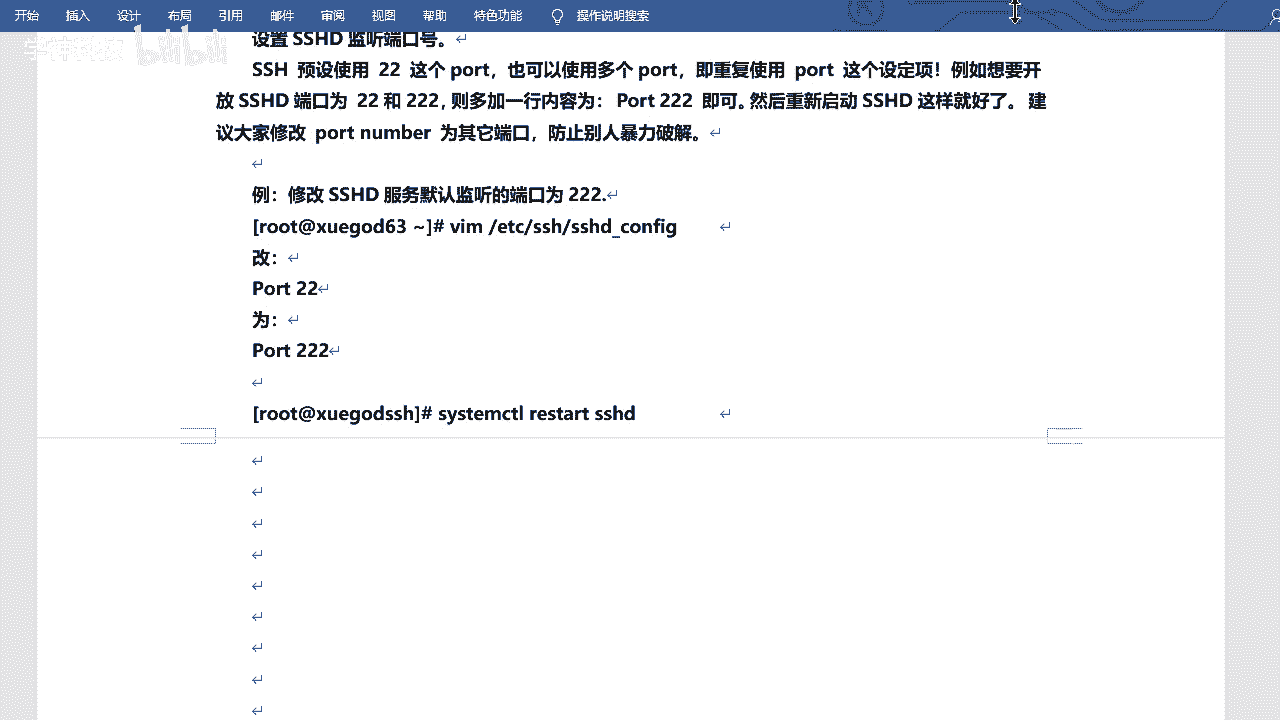 开始 插入 设计 布局 引用 邮件 审阅 视图 帮助 特色功能 操作说明搜索
bilibili
设置 SSHD 监听端口号。
SSH 预设使用 22 这个 port，也可以使用多个 port，即重复使用 port 这个设定项！例如想要开
放 SSHD 端口为 22 和 222，则多加一行内容为： Port 222 即可。然后重新启动 SSHD 这样就好了。 建
议大家修改 port number 为其它端口，防止别人暴力破解。
例：修改 SSHD 服务默认监听的端口为 222.
[root@xuegod63 ~]# vim /etc/ssh/sshd_config
改：
Port 22
为：
Port 222
[root@xuegodssh]# systemctl restart sshd